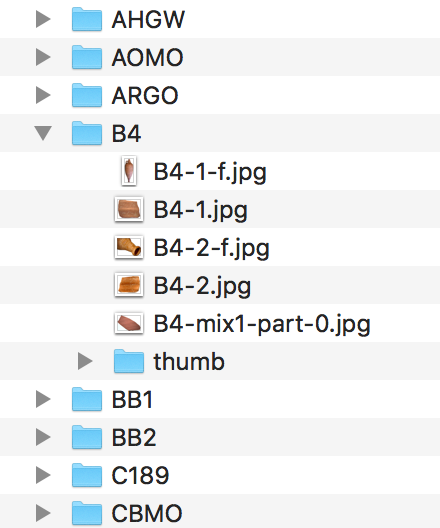 AHGW
AOMO
ARGO
B4
B4-1-f.jpg
B4-1.jpg
B4-2-f.jpg
B4-2.jpg
B4-mix1-part-0.jpg
thumb
BB1
BB2
C189
CBMO